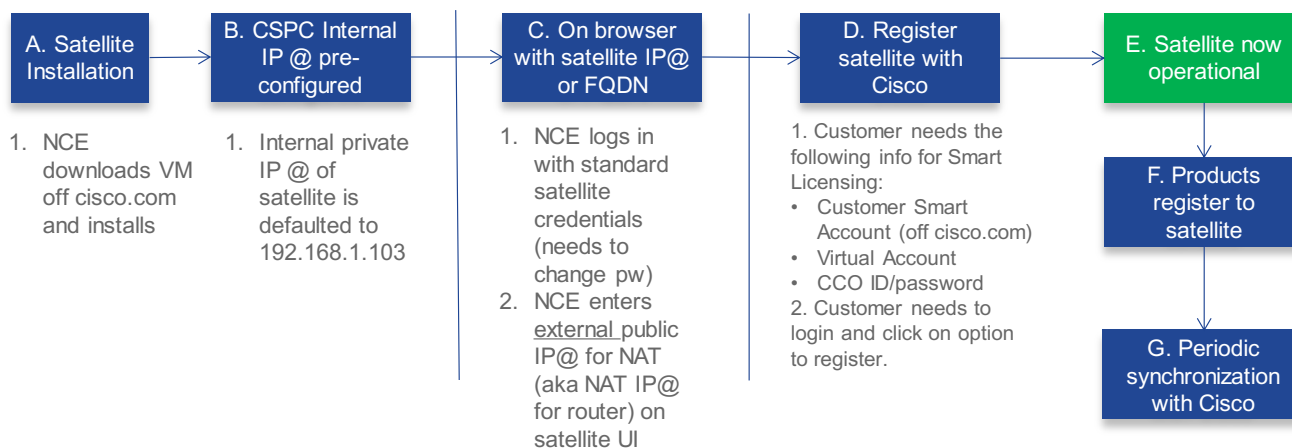 A. Satellite
Installation
1. NCE
downloads VM
off cisco.com
and installs
B. CSPC Internal
IP @ pre-
configured
1. Internal private
IP @ of
satellite is
defaulted to
192.168.1.103
C. On browser
with satellite IP@
or FQDN
1. NCE logs in
with standard
satellite
credentials
(needs to
change pw)
2. NCE enters
external public
IP@ for NAT
(aka NAT IP@
for router) on
satellite UI
D. Register
satellite with
Cisco
1. Customer needs the
following info for Smart
Licensing:
• Customer Smart
Account (off cisco.com)
• Virtual Account
• CCO ID/password
2. Customer needs to
login and click on option
to register.
E. Satellite now
operational
F. Products
register to
satellite
G. Periodic
synchronization
with Cisco